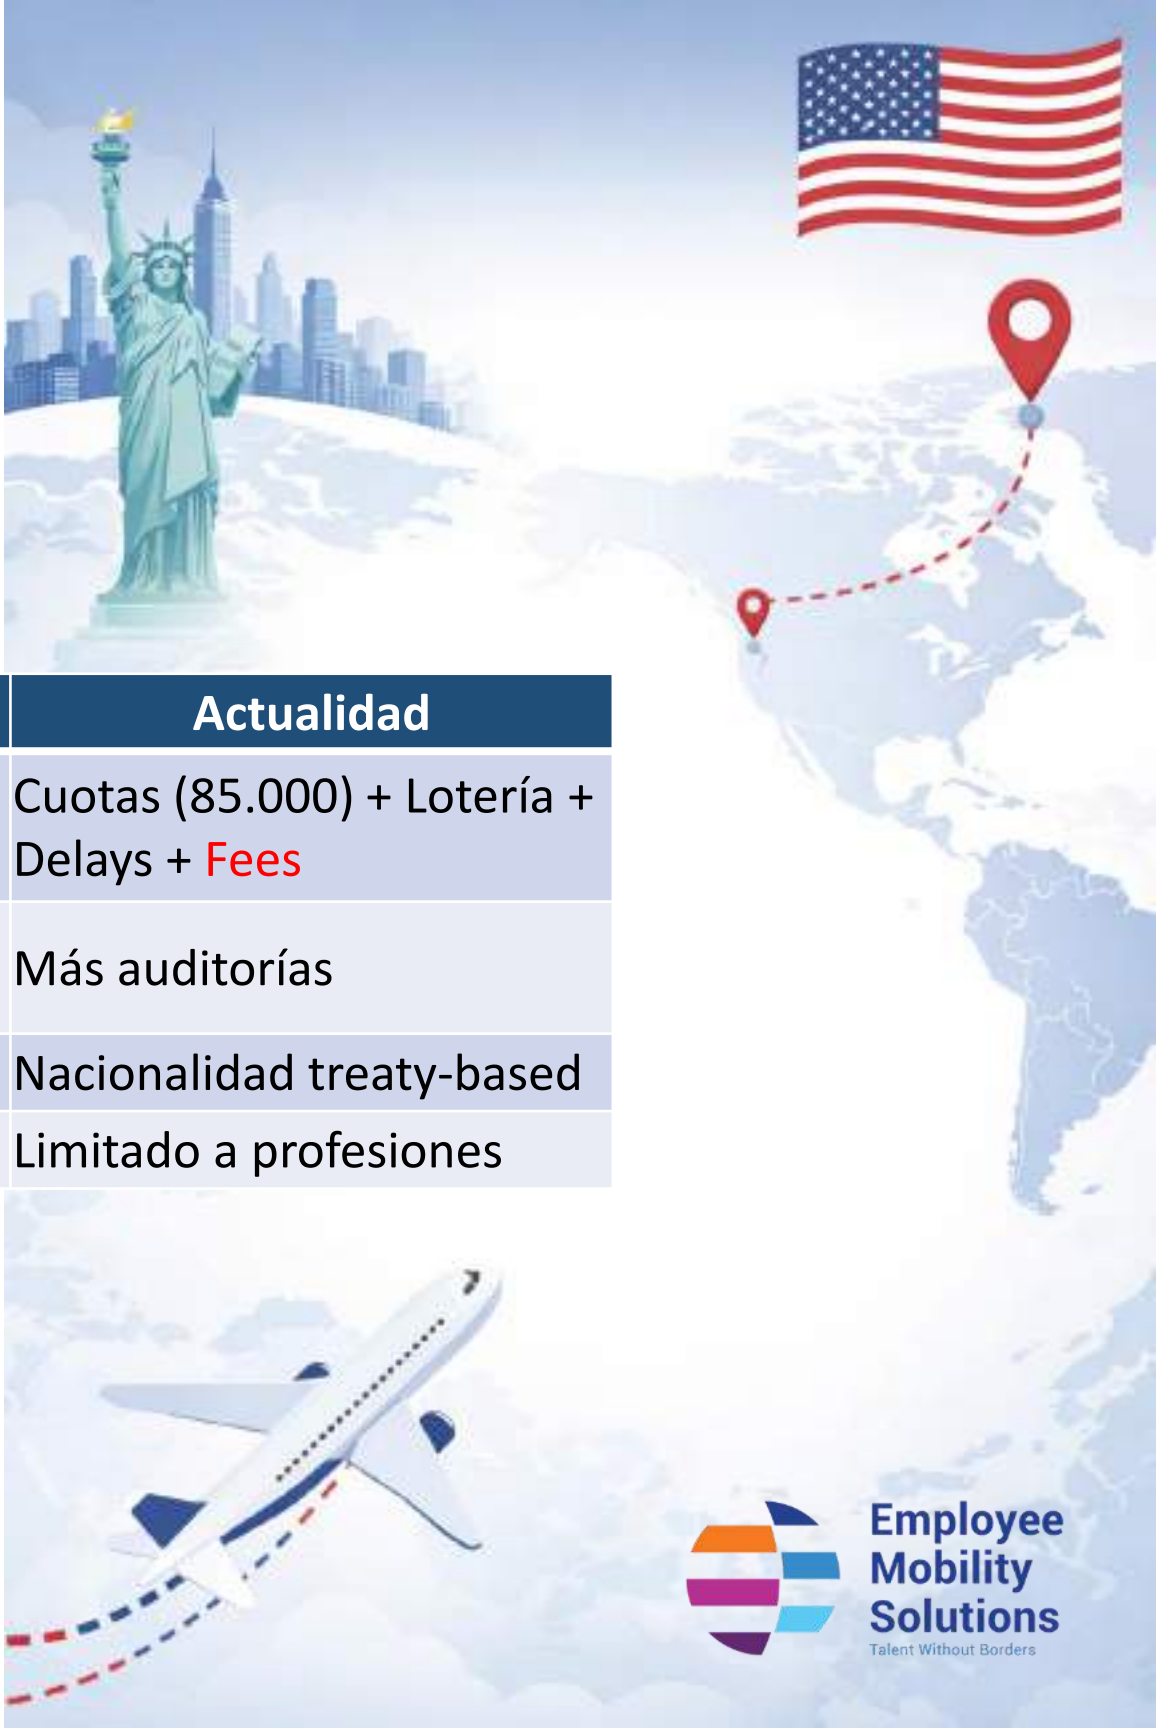 Actualidad
Cuotas (85.000) + Lotería +
Delays + Fees
Más auditorías
Nacionalidad treaty-based
Limitado a profesiones
Employee
Mobility
Solutions
Talent Without Borders